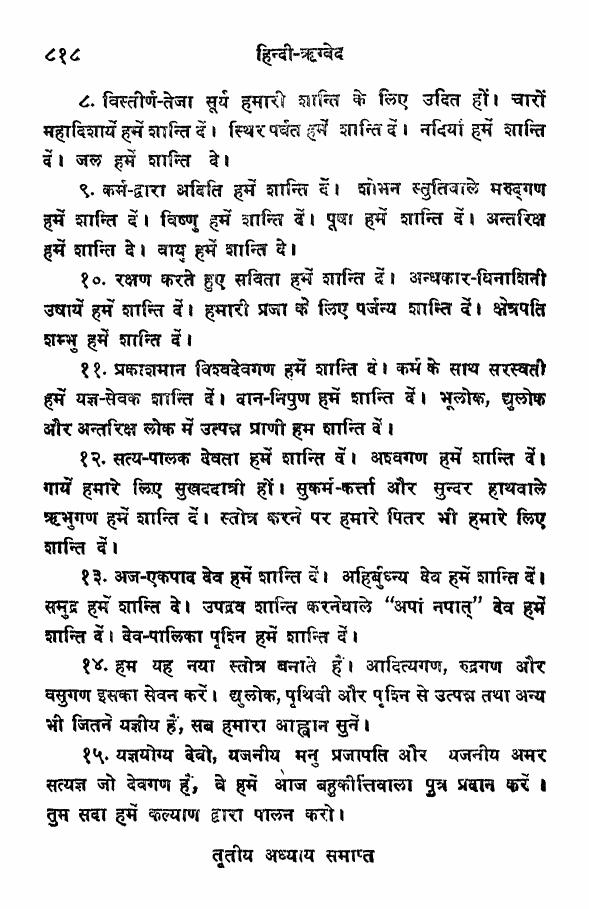 ८१८ हिन्दी-ऋग्वेद
८. विस्तीर्ण-तेजा सूर्य हमारी शान्ति के लिए उदित हों। चारों
महादिशायें हमें शान्ति दें। स्थिर पर्वत हमें शान्ति दें। नदियां हमें शान्ति
दें। जल हमें शान्ति दे।
९. कर्म-द्वारा अदिति हमें शान्ति दें। शोभन स्तुतिवाले मरुद्गण
हमें शान्ति दें। विष्णु हमें शान्ति दें। पूषा हमें शान्ति दें। अन्तरिक्ष
हमें शान्ति दे। वायु हमें शान्ति दे।
१०. रक्षण करते हुए सविता हमें शान्ति दें। अन्धकार-विनाशिनी
उषायें हमें शान्ति दें। हमारी प्रजा के लिए पर्जन्य शान्ति दें। क्षेत्रपति
शम्भु हमें शान्ति दें।
११. प्रकाशमान विश्वदेवगण हमें शान्ति दें। कर्म के साथ सरस्वती
हमें यज्ञ-सेवक शान्ति दें। दान-निपुण हमें शान्ति दें। भूलोक, द्युलोक
और अन्तरिक्ष लोक में उत्पन्न प्राणी हम शान्ति दें।
१२. सत्य-पालक देवता हमें शान्ति दें। अश्वगण हमें शान्ति दें।
गायें हमारे लिए सुखददात्री हों। सुकर्म-कर्त्ता और सुन्दर हाथवाले
ऋभुगण हमें शान्ति दें। स्तोत्र करने पर हमारे पितर भी हमारे लिए
शान्ति दें।
१३. अज-एकपाद देव हमें शान्ति दें। अहिर्बुध्न्य देव हमें शान्ति दें।
समुद्र हमें शान्ति दे। उपद्रव शान्ति करनेवाले “अपां नपात्” देव हमें
शान्ति दें। देव-पालिका पृश्नि हमें शान्ति दें।
१४. हम यह नया स्तोत्र बनाते हैं। आदित्यगण, रुद्रगण और
वसुगण इसका सेवन करें। द्युलोक, पृथिवी और पृश्नि से उत्पन्न तथा अन्य
भी जितने यज्ञीय हैं, सब हमारा आह्वान सुनें।
१५. यज्ञयोग्य देवो, यजनीय मनु प्रजापति और यजनीय अमर
सत्यज्ञ जो देवगण हैं, वे हमें आज बहुकीर्त्तिवाला पुत्र प्रदान करें।
तुम सदा हमें कल्याण द्वारा पालन करो।
तृतीय अध्याय समाप्त